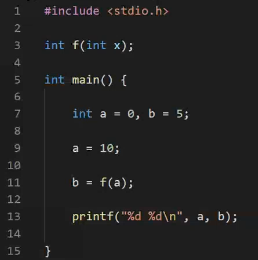 1 #include <stdio.h>
2
3 int f(int x);
4
5 int main() {
6
7 int a = 0, b = 5;
8
9 a = 10;
10
11 b = f(a);
12
13 printf("%d %d\n", a, b);
14
15 }